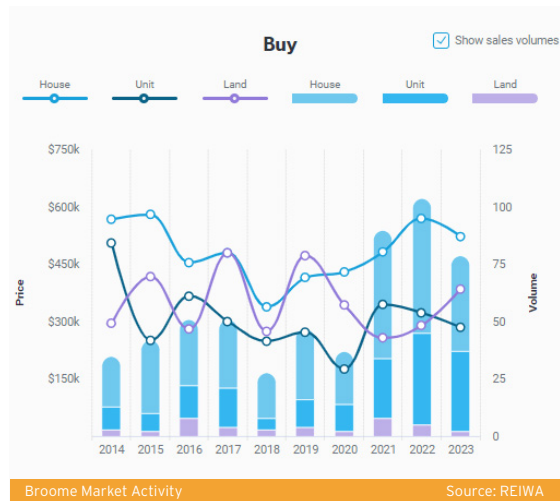 Buy
Show sales volumes
House Unit Land House Unit Land
$750k 125
$600k 100
$450k 75
$300k 50
$150k 25
0
Price
Volume
2014 2015 2016 2017 2018 2019 2020 2021 2022 2023
Broome Market Activity Source: REIWA